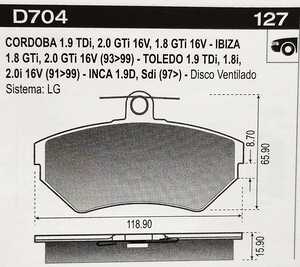 D704 127
CORDOBA 1.9 TDi, 2.0 GTi 16V, 1.8 GTi 16V - IBIZA
1.8 GTi, 2.0 GTi 16V (93>99) - TOLEDO 1.9 TDi, 1.8i,
2.0i 16V (91>99) - INCA 1.9D, Sdi (97>) - Disco Ventilado
Sistema: LG
8.70
65.90
118.90
15.90